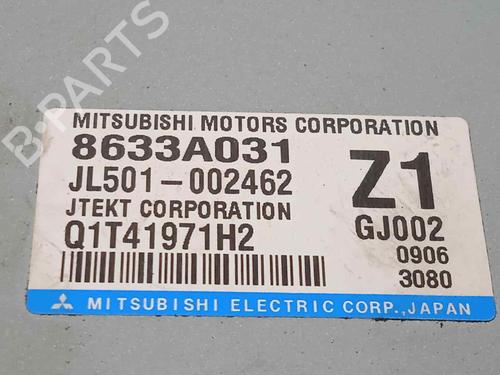 B-PARTS
MITSUBISHI MOTORS CORPORATION
8633A031
JL501-002462
Z1
JTEKT CORPORATION
GJ002
Q1T41971H2
0906
3080
MITSUBISHI ELECTRIC CORP., JAPAN